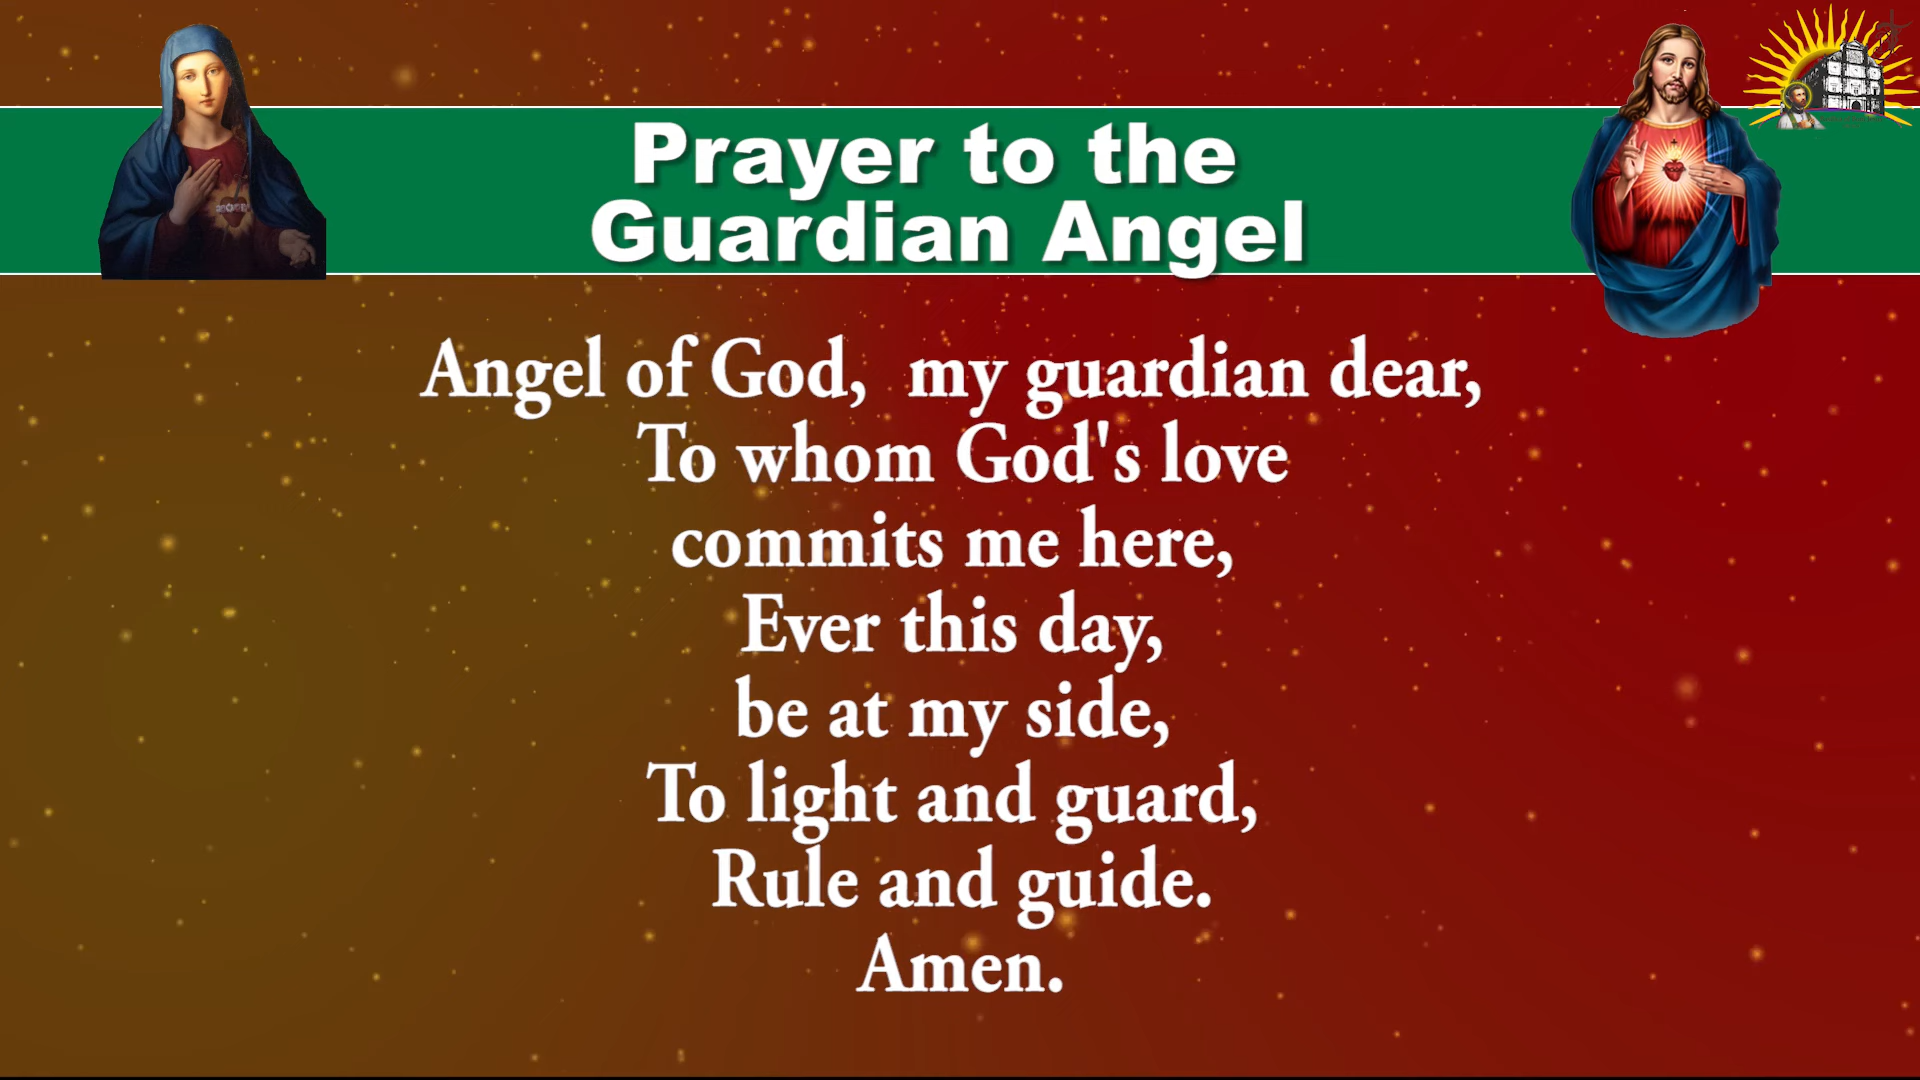 Prayer to the
Guardian Angel
Angel of God,  my guardian dear,
To whom God's love
commits me here,
Ever this day,
be at my side,
To light and guard,
Rule and guide.
Amen.